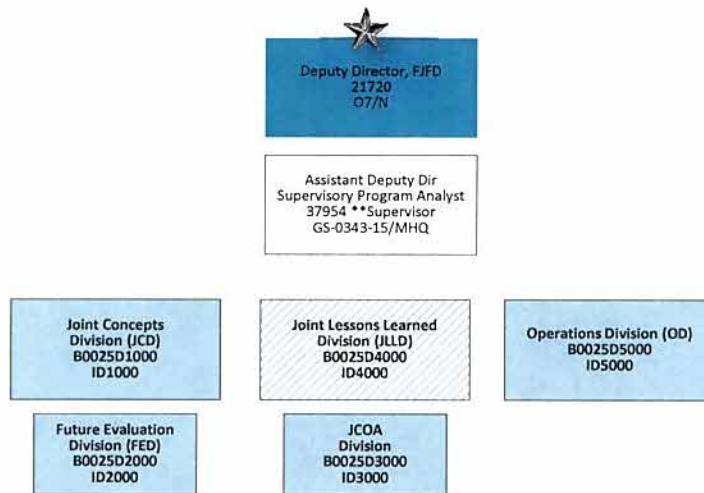 Deputy Director, FJFD
21720
O7/N
Assistant Deputy Dir
Supervisory Program Analyst
37954 **Supervisor
GS-0343-15/MHQ
Joint Concepts
Division (JCD)
B0025D1000
ID1000
Joint Lessons Learned
Division (JLLD)
B0025D4000
ID4000
Operations Division (OD)
B0025D5000
ID5000
Future Evaluation
Division (FED)
B0025D2000
ID2000
JCOA
Division
B0025D3000
ID3000